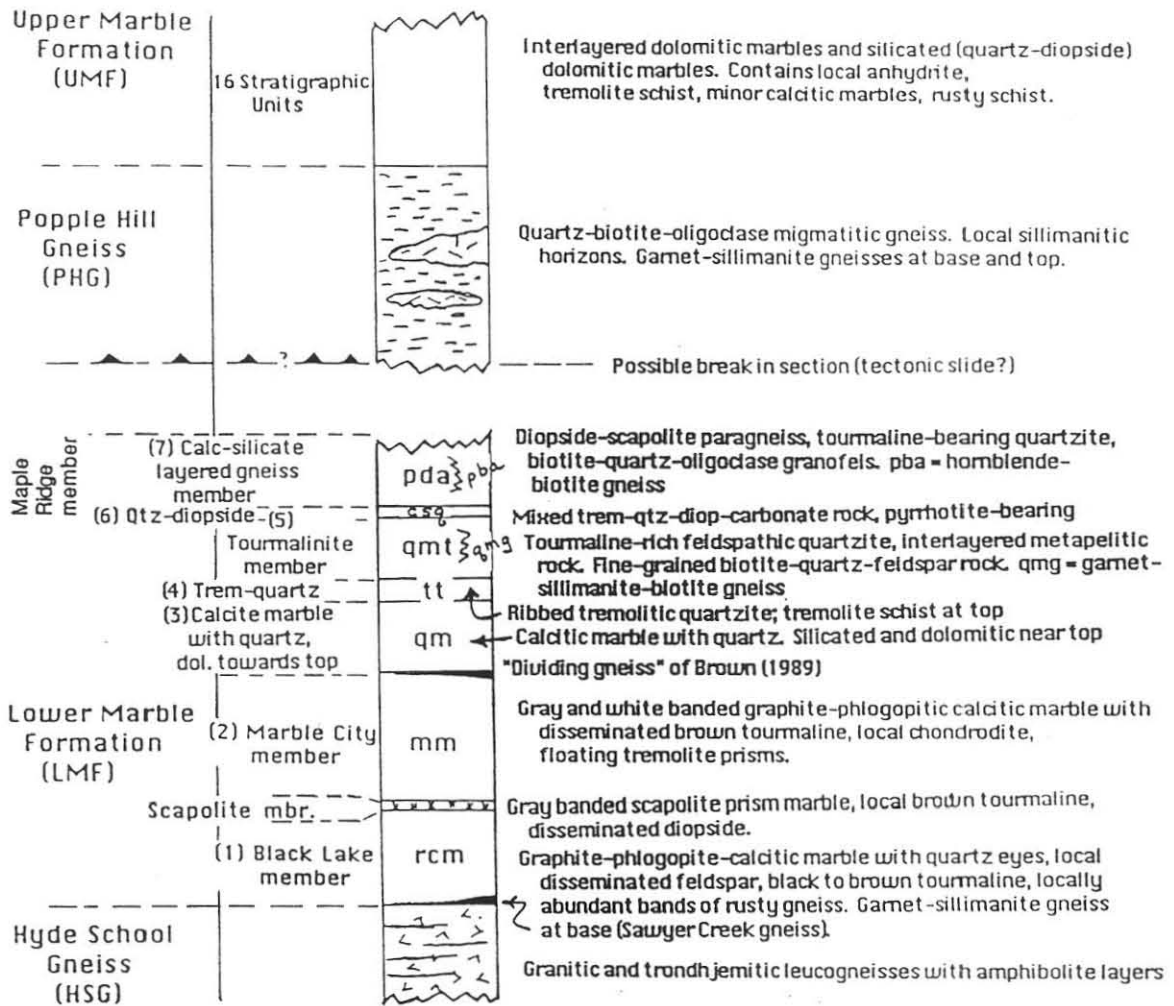 Upper Marble
Formation
(UMF)
16 Stratigraphic
Units
Interlayered dolomitic marbles and silicated (quartz-diopside)
dolomitic marbles. Contains local anhydrite,
tremolite schist, minor calcitic marbles, rusty schist.
Popple Hill
Gneiss
(PHG)
Quartz-biotite-oligoclase migmatitic gneiss. Local sillimanitic
horizons. Garnet-sillimanite gneisses at base and top.
?
Possible break in section (tectonic slide?)
Maple
Ridge
member
(7) Calc-silicate
layered gneiss
member
pda
pba
Diopside-scapolite paragneiss, tourmaline-bearing quartzite,
biotite-quartz-oligoclase granofels. pba = hornblende-
biotite gneiss
(6) Qtz-diopside-(5)
csq
Mixed trem-qtz-diop-carbonate rock, pyrrhotite-bearing
Tourmalinite
member
qmt
qmg
Tourmaline-rich feldspathic quartzite, interlayered metapelitic
rock. Fine-grained biotite-quartz-feldspar rock. qmg = garnet-
sillimanite-biotite gneiss
(4) Trem-quartz
tt
Ribbed tremolitic quartzite; tremolite schist at top
(3) Calcite marble
with quartz,
dol. towards top
qm
Calcitic marble with quartz. Silicated and dolomitic near top
"Dividing gneiss" of Brown (1989)
Lower Marble
Formation
(LMF)
(2) Marble City
member
mm
Gray and white banded graphite-phlogopitic calcitic marble with
disseminated brown tourmaline, local chondrodite,
floating tremolite prisms.
Scapolite mbr.
Gray banded scapolite prism marble, local brown tourmaline,
disseminated diopside.
(1) Black Lake
member
rcm
Graphite-phlogopite-calcitic marble with quartz eyes, local
disseminated feldspar, black to brown tourmaline, locally
abundant bands of rusty gneiss. Garnet-sillimanite gneiss
at base (Sawyer Creek gneiss).
Hyde School
Gneiss
(HSG)
Granitic and trondhjemitic leucogneisses with amphibolite layers